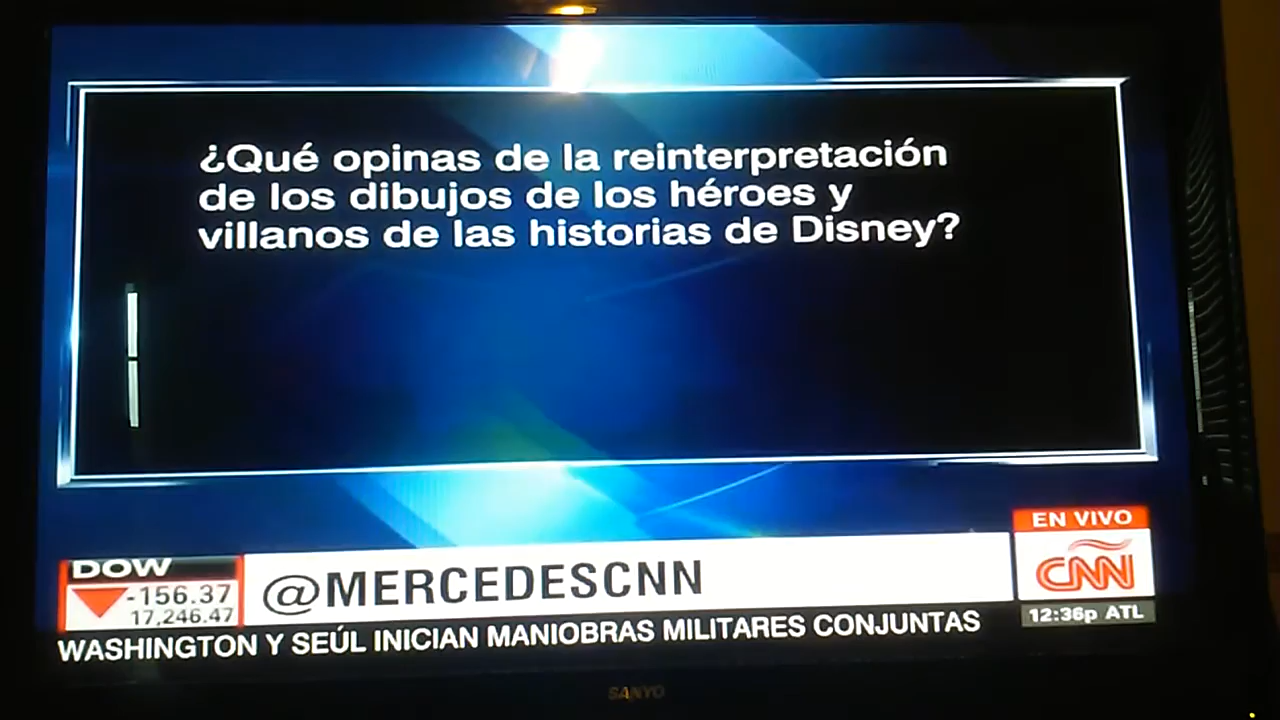 ¿Qué opinas de la reinterpretación
de los dibujos de los héroes y
villanos de las historias de Disney?
EN VIVO
DOW
-156.37
17,246.47
@MERCEDESCNN
CNN
12:36p ATL
WASHINGTON Y SEÚL INICIAN MANIOBRAS MILITARES CONJUNTAS
SANYO